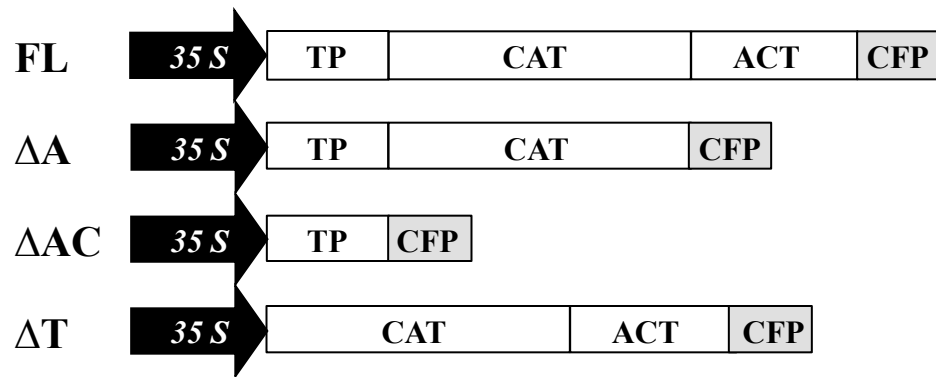 FL 35 S TP CAT ACT CFP
ΔA 35 S TP CAT CFP
ΔAC 35 S TP CFP
ΔT 35 S CAT ACT CFP